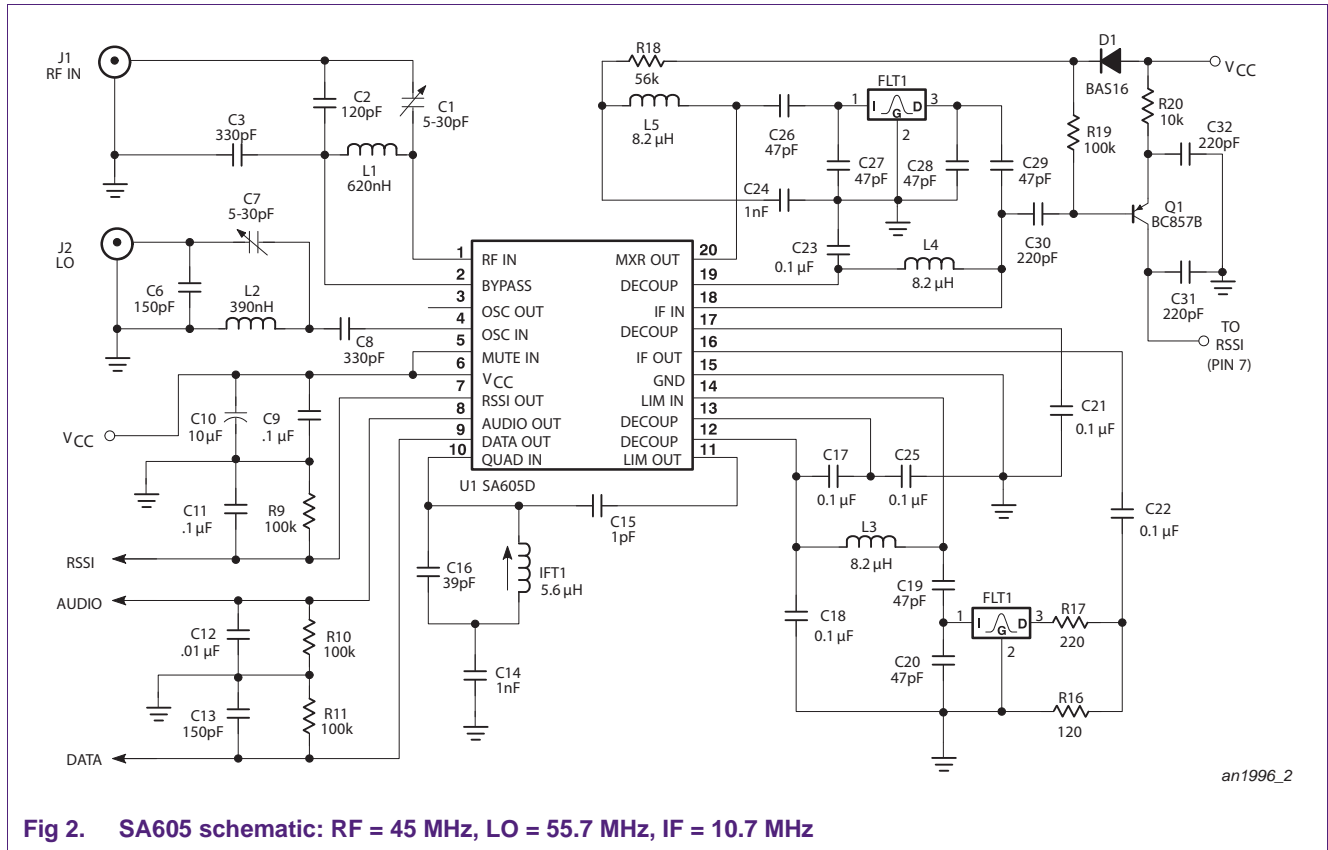 J1
RF IN
C3
330pF
C2
120pF
C1
5-30pF
L1
620nH
C7
5-30pF
J2
LO
C6
150pF
L2
390nH
C8
330pF
VCC
C10
10 µF
C9
.1 µF
C11
.1 µF
R9
100k
RSSI
AUDIO
C12
.01 µF
R10
100k
C13
150pF
R11
100k
DATA
1
RF IN
2
BYPASS
3
OSC OUT
4
OSC IN
5
MUTE IN
6
VCC
7
RSSI OUT
8
AUDIO OUT
9
DATA OUT
10
QUAD IN
20
MXR OUT
19
DECOUP
18
IF IN
17
DECOUP
16
IF OUT
15
GND
14
LIM IN
13
DECOUP
12
DECOUP
11
LIM OUT
U1 SA605D
C16
39pF
IFT1
5.6 µH
C15
1pF
C14
1nF
R18
56k
L5
8.2 µH
C26
47pF
FLT1
1 I G D 3
2
C27
47pF
C28
47pF
C29
47pF
C24
1nF
C23
0.1 µF
L4
8.2 µH
C30
220pF
D1
BAS16
VCC
R19
100k
R20
10k
C32
220pF
Q1
BC857B
C31
220pF
TO
RSSI
(PIN 7)
C21
0.1 µF
C17
0.1 µF
C25
0.1 µF
C22
0.1 µF
L3
8.2 µH
C18
0.1 µF
C19
47pF
FLT1
1 I G D 3
2
R17
220
C20
47pF
R16
120
an1996_2
Fig 2. SA605 schematic: RF = 45 MHz, LO = 55.7 MHz, IF = 10.7 MHz